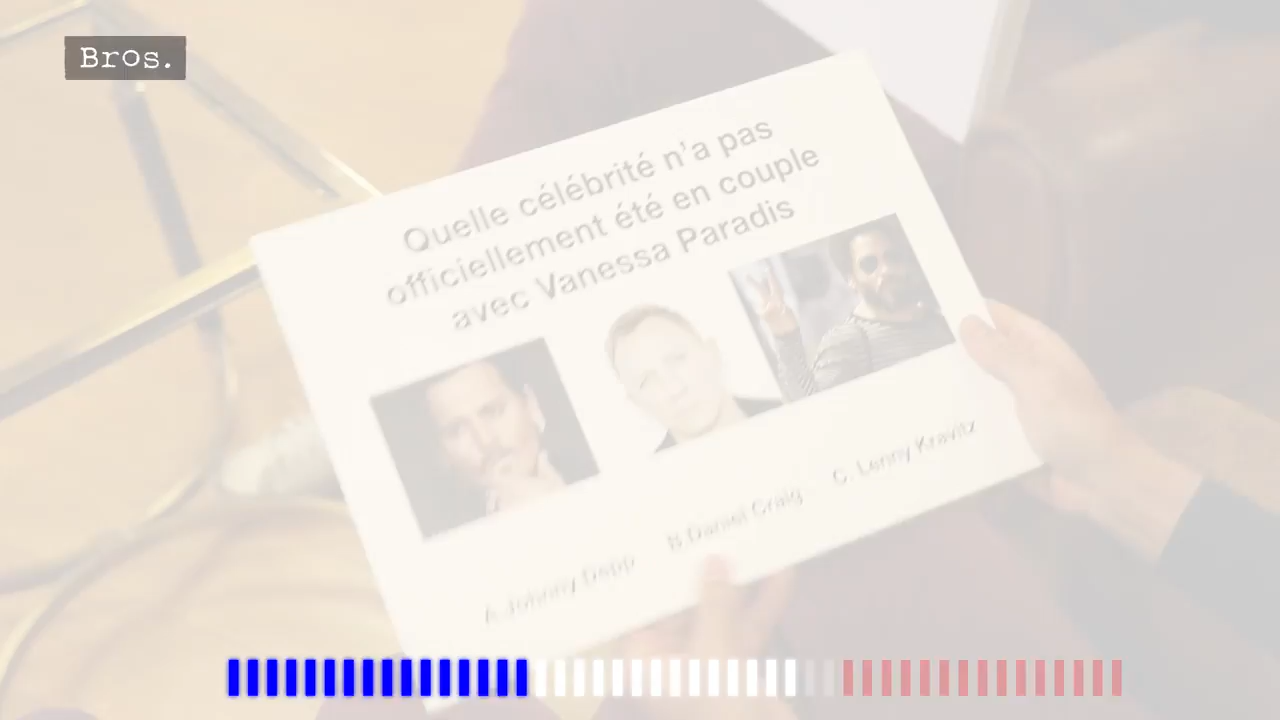 Bros.
Quelle célébrité n'a pas
officiellement été en couple
avec Vanessa Paradis
A. Johnny Depp
B. Daniel Craig
C. Lenny Kravitz